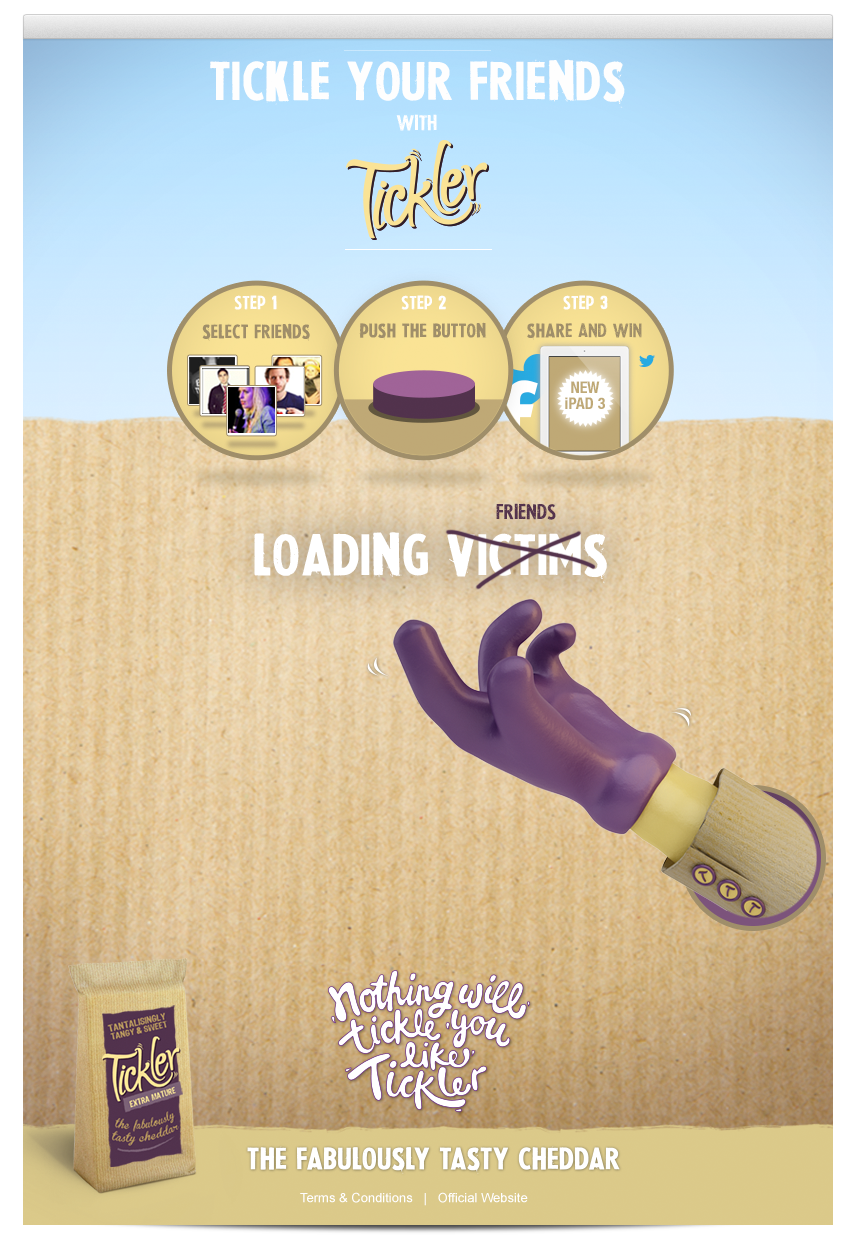 TICKLE YOUR FRIENDS
WITH
Tickler
STEP 1
SELECT FRIENDS
STEP 2
PUSH THE BUTTON
STEP 3
SHARE AND WIN
NEW
iPAD 3
FRIENDS
LOADING VICTIMS
T T T
Nothing will
tickle you
like
Tickler
TANTALISINGLY
TANGY & SWEET
Tickler
EXTRA MATURE
the fabulously
tasty cheddar
THE FABULOUSLY TASTY CHEDDAR
Terms & Conditions | Official Website